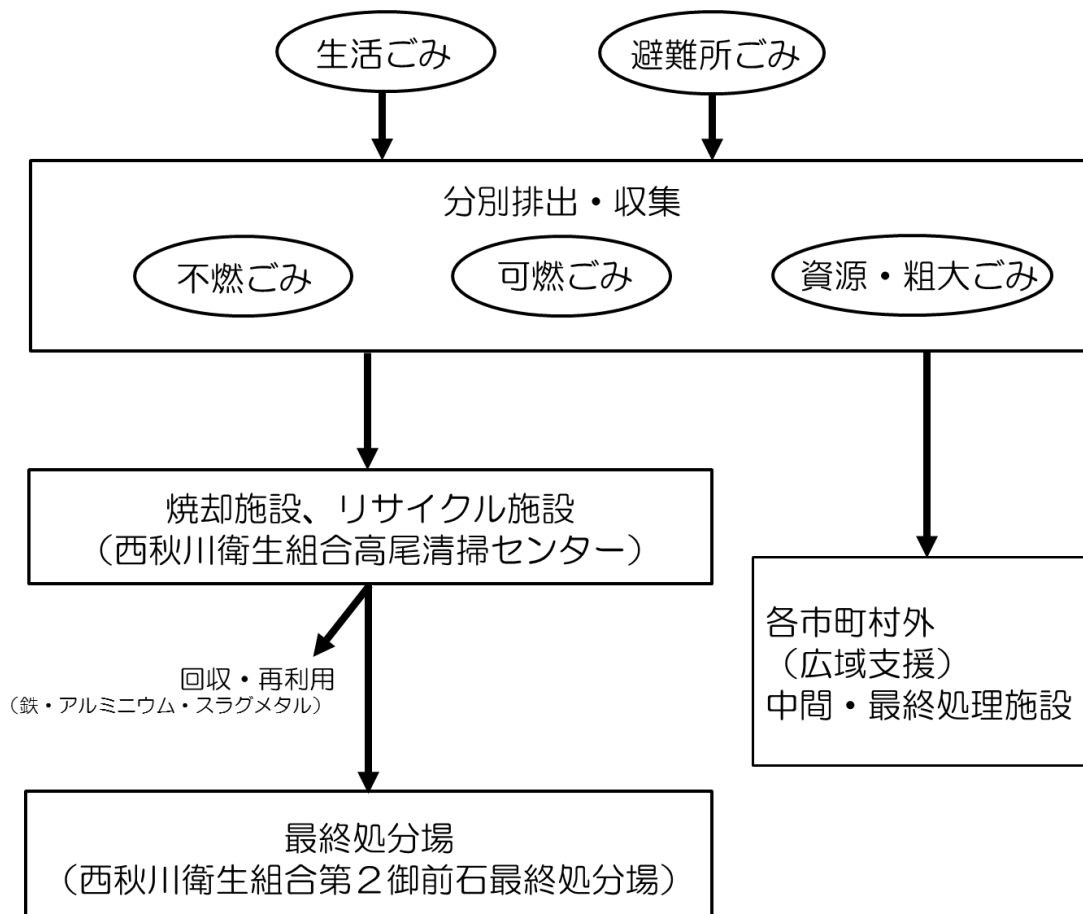 生活ごみ
避難所ごみ
分別排出・収集
不燃ごみ
可燃ごみ
資源・粗大ごみ
焼却施設、リサイクル施設
（西秋川衛生組合高尾清掃センター）
回収・再利用
（鉄・アルミニウム・スラグメタル）
各市町村外
（広域支援）
中間・最終処理施設
最終処分場
（西秋川衛生組合第２御前石最終処分場）